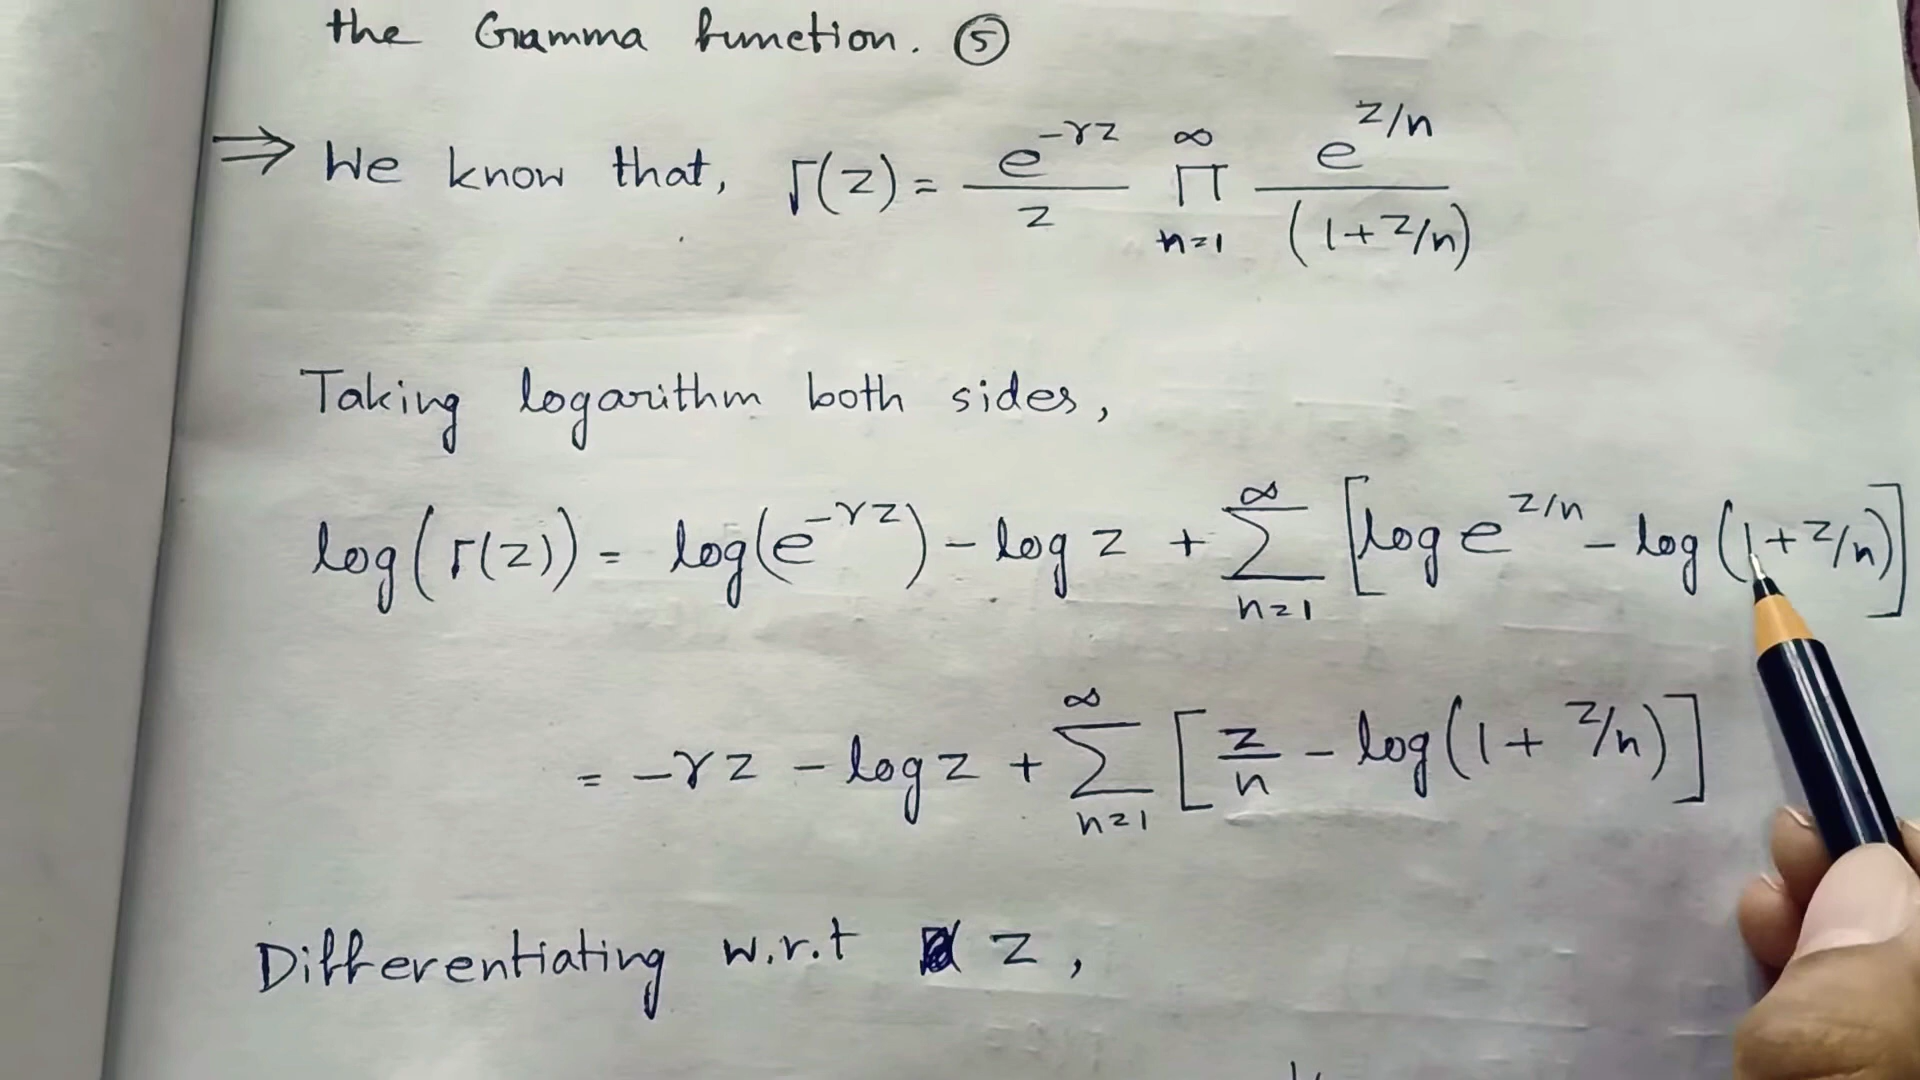 the Gamma function. ⑤
⇒ We know that, Γ(z) = e^{-γz}/z ∏_{n=1}^{∞} e^{z/n}/(1+z/n)
Taking logarithm both sides,
log(Γ(z)) = log(e^{-γz}) - log z + ∑_{n=1}^{∞} [log e^{z/n} - log(1+z/n)]
= -γz - log z + ∑_{n=1}^{∞} [z/n - log(1+z/n)]
Differentiating w.r.t z,